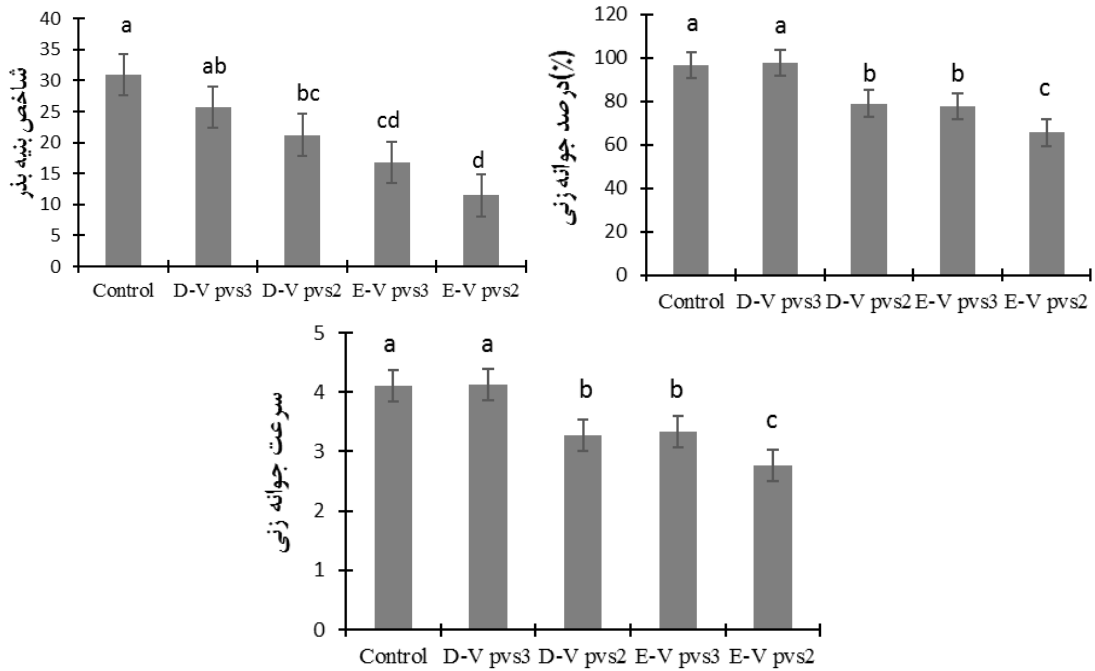 شاخص بنیه بذر
40
35
30
25
20
15
10
5
0
a
ab
bc
cd
d
Control D-V pvs3 D-V pvs2 E-V pvs3 E-V pvs2
درصد جوانه زنی(%)
120
100
80
60
40
20
0
a
a
b
b
c
Control D-V pvs3 D-V pvs2 E-V pvs3 E-V pvs2
سرعت جوانه زنی
5
4
3
2
1
0
a
a
b
b
c
Control D-V pvs3 D-V pvs2 E-V pvs3 E-V pvs2